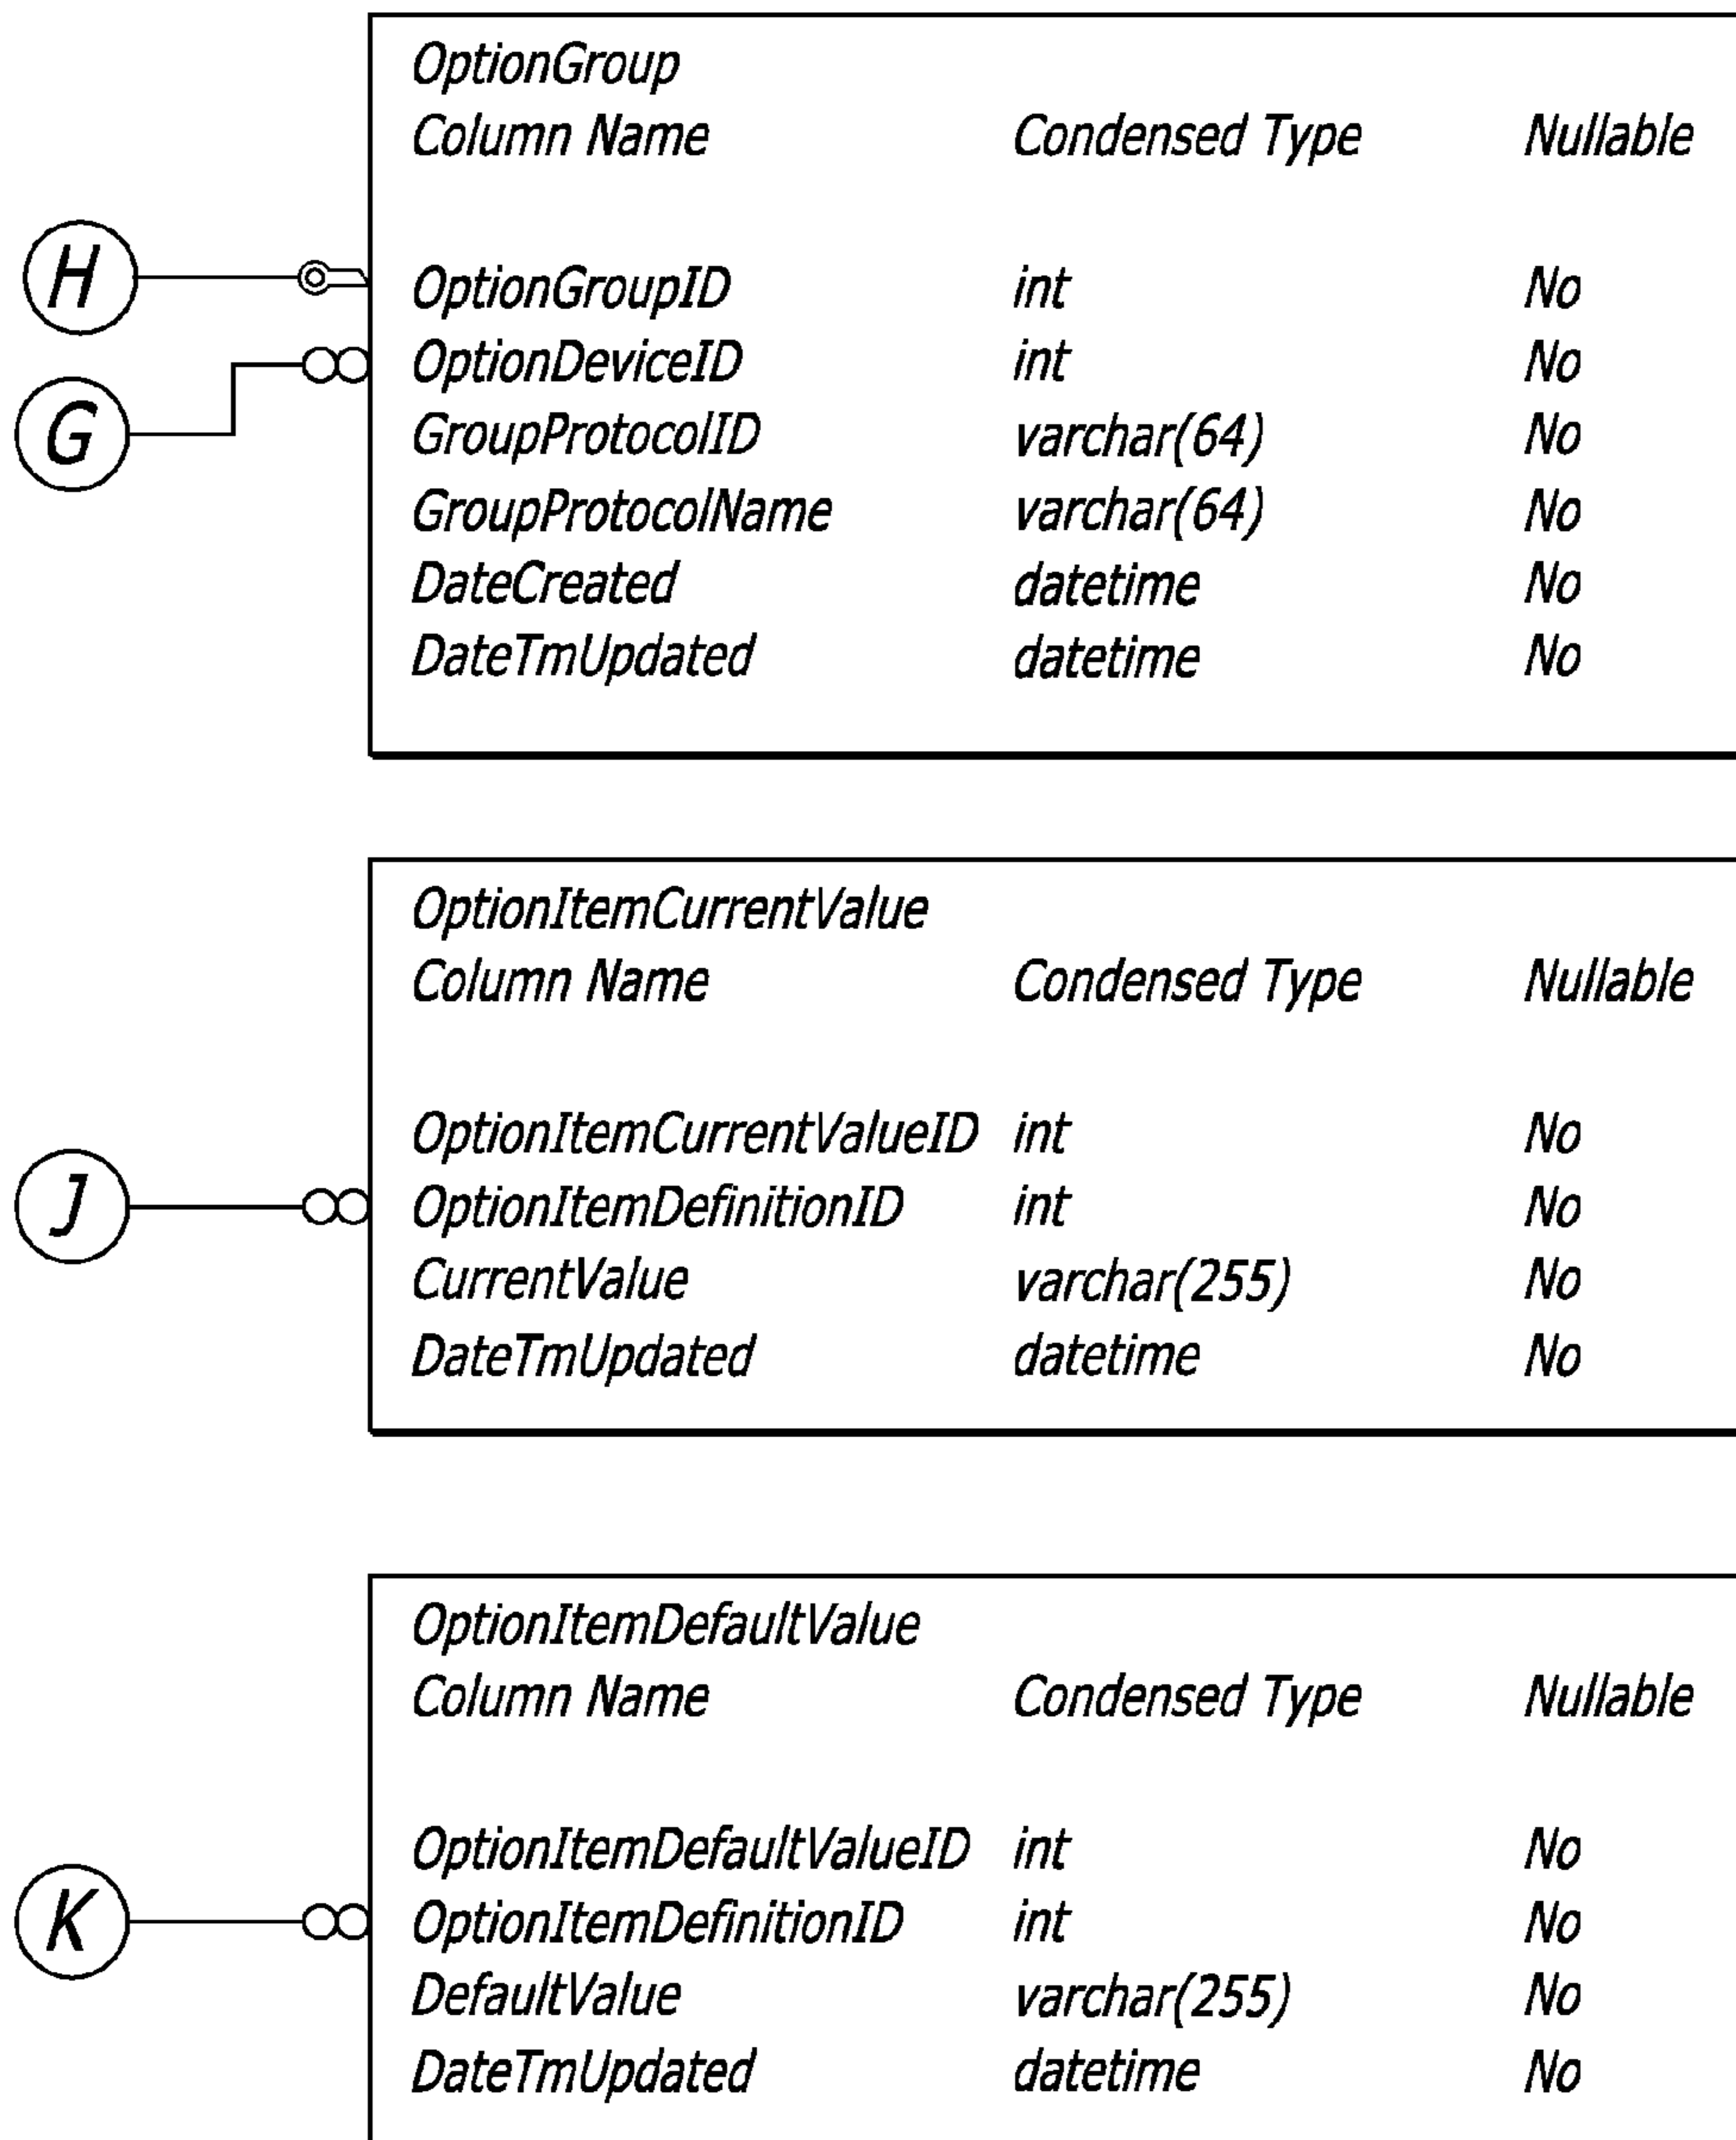 OptionGroup
Column Name Condensed Type Nullable
H
OptionGroupID int No
OptionDeviceID int No
G
GroupProtocolID varchar(64) No
GroupProtocolName varchar(64) No
DateCreated datetime No
DateTmUpdated datetime No
OptionItemCurrentValue
Column Name Condensed Type Nullable
OptionItemCurrentValueID int No
J
OptionItemDefinitionID int No
CurrentValue varchar(255) No
DateTmUpdated datetime No
OptionItemDefaultValue
Column Name Condensed Type Nullable
OptionItemDefaultValueID int No
K
OptionItemDefinitionID int No
DefaultValue varchar(255) No
DateTmUpdated datetime No